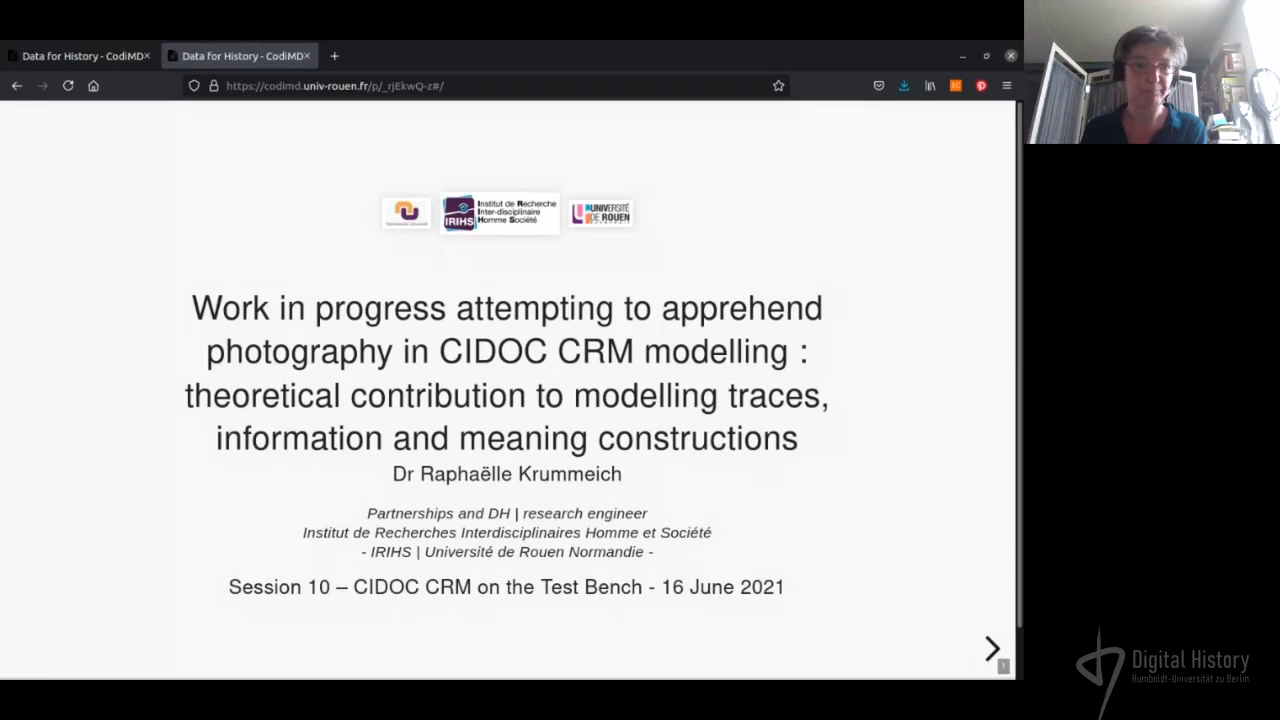 Data for History - CodiMD×
Data for History - CodiMD×
https://codimd.univ-rouen.fr/p/_rjEkwQ-z#/
IRIHS
Institut de Recherche
Inter-disciplinaire
Homme Société
UNIVERSITÉ
DE ROUEN
Work in progress attempting to apprehend
photography in CIDOC CRM modelling :
theoretical contribution to modelling traces,
information and meaning constructions
Dr Raphaëlle Krummeich
Partnerships and DH | research engineer
Institut de Recherches Interdisciplinaires Homme et Société
- IRIHS | Université de Rouen Normandie -
Session 10 – CIDOC CRM on the Test Bench - 16 June 2021
1
Digital History
Humboldt-Universität zu Berlin